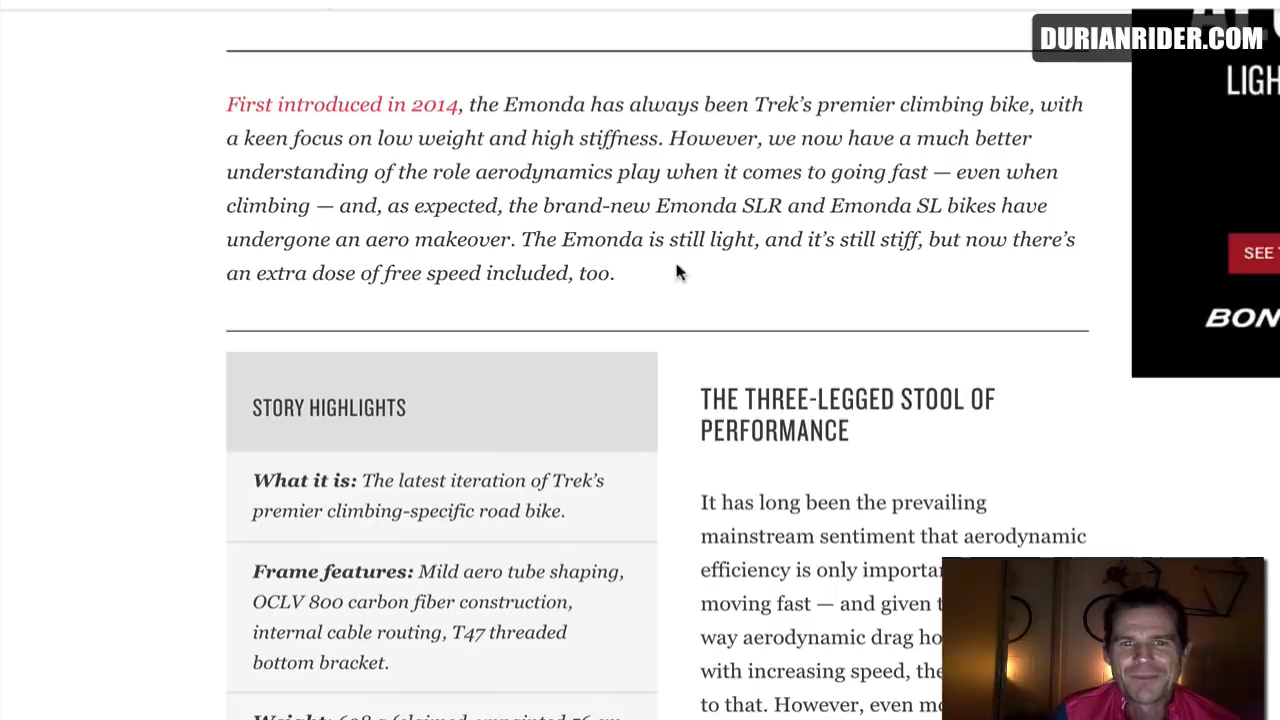 DURIANRIDER.COM
LIGH
First introduced in 2014, the Emonda has always been Trek's premier climbing bike, with
a keen focus on low weight and high stiffness. However, we now have a much better
understanding of the role aerodynamics play when it comes to going fast — even when
climbing — and, as expected, the brand-new Emonda SLR and Emonda SL bikes have
undergone an aero makeover. The Emonda is still light, and it's still stiff, but now there's
an extra dose of free speed included, too.
SEE
BON
STORY HIGHLIGHTS
What it is: The latest iteration of Trek's
premier climbing-specific road bike.
Frame features: Mild aero tube shaping,
OCLV 800 carbon fiber construction,
internal cable routing, T47 threaded
bottom bracket.
THE THREE-LEGGED STOOL OF
PERFORMANCE
It has long been the prevailing
mainstream sentiment that aerodynamic
efficiency is only importa
moving fast — and given t
way aerodynamic drag ho
with increasing speed, the
to that. However, even mo